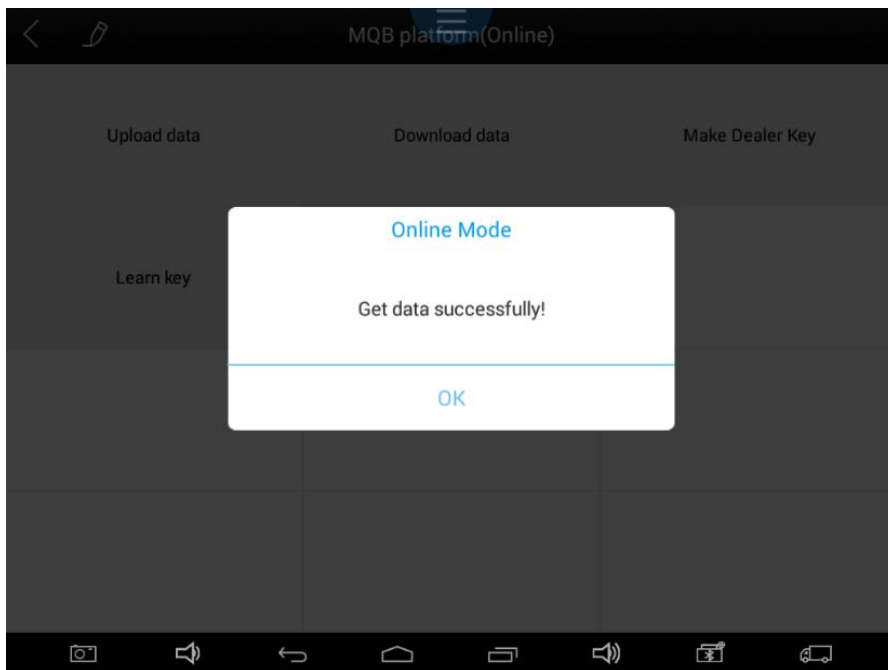 MQB platform(Online)
Upload data
Download data
Make Dealer Key
Learn key
Online Mode
Get data successfully!
OK